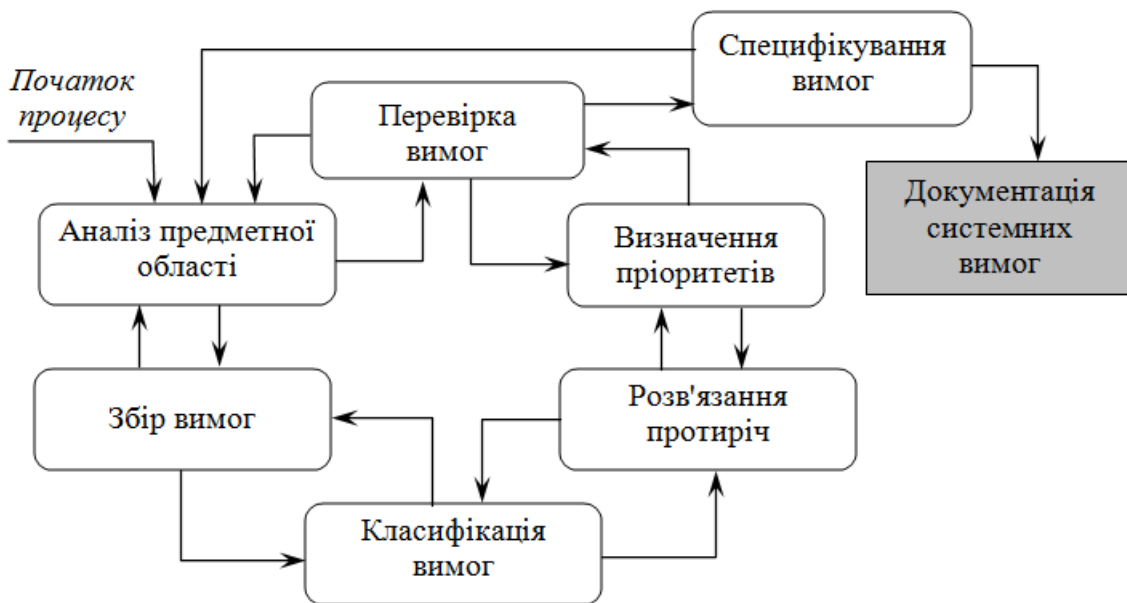 Специфікування
вимог
Початок
процесу
Перевірка
вимог
Документація
системних
вимог
Аналіз предметної
області
Визначення
пріоритетів
Збір вимог
Розв'язання
протиріч
Класифікація
вимог